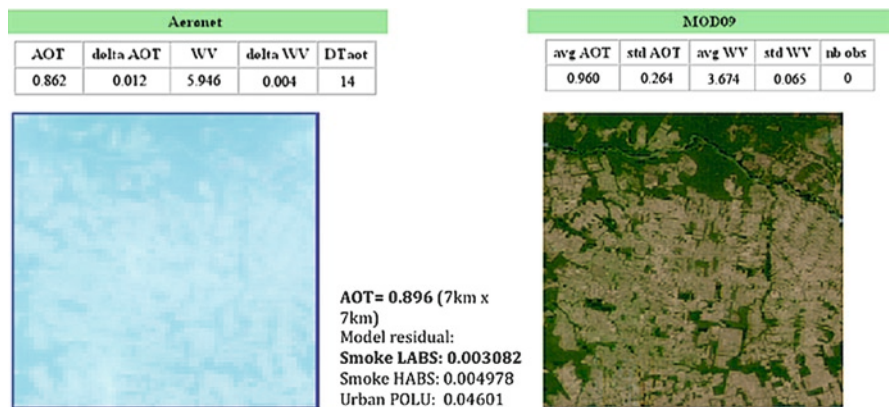 Aeronet
AOT delta AOT WV delta WV DTaot
0.862 0.012 5.946 0.004 14
MOD09
avg AOT std AOT avg WV std WV nb obs
0.960 0.264 3.674 0.065 0
AOT= 0.896 (7km x
7km)
Model residual:
Smoke LABS: 0.003082
Smoke HABS: 0.004978
Urban POLU: 0.04601